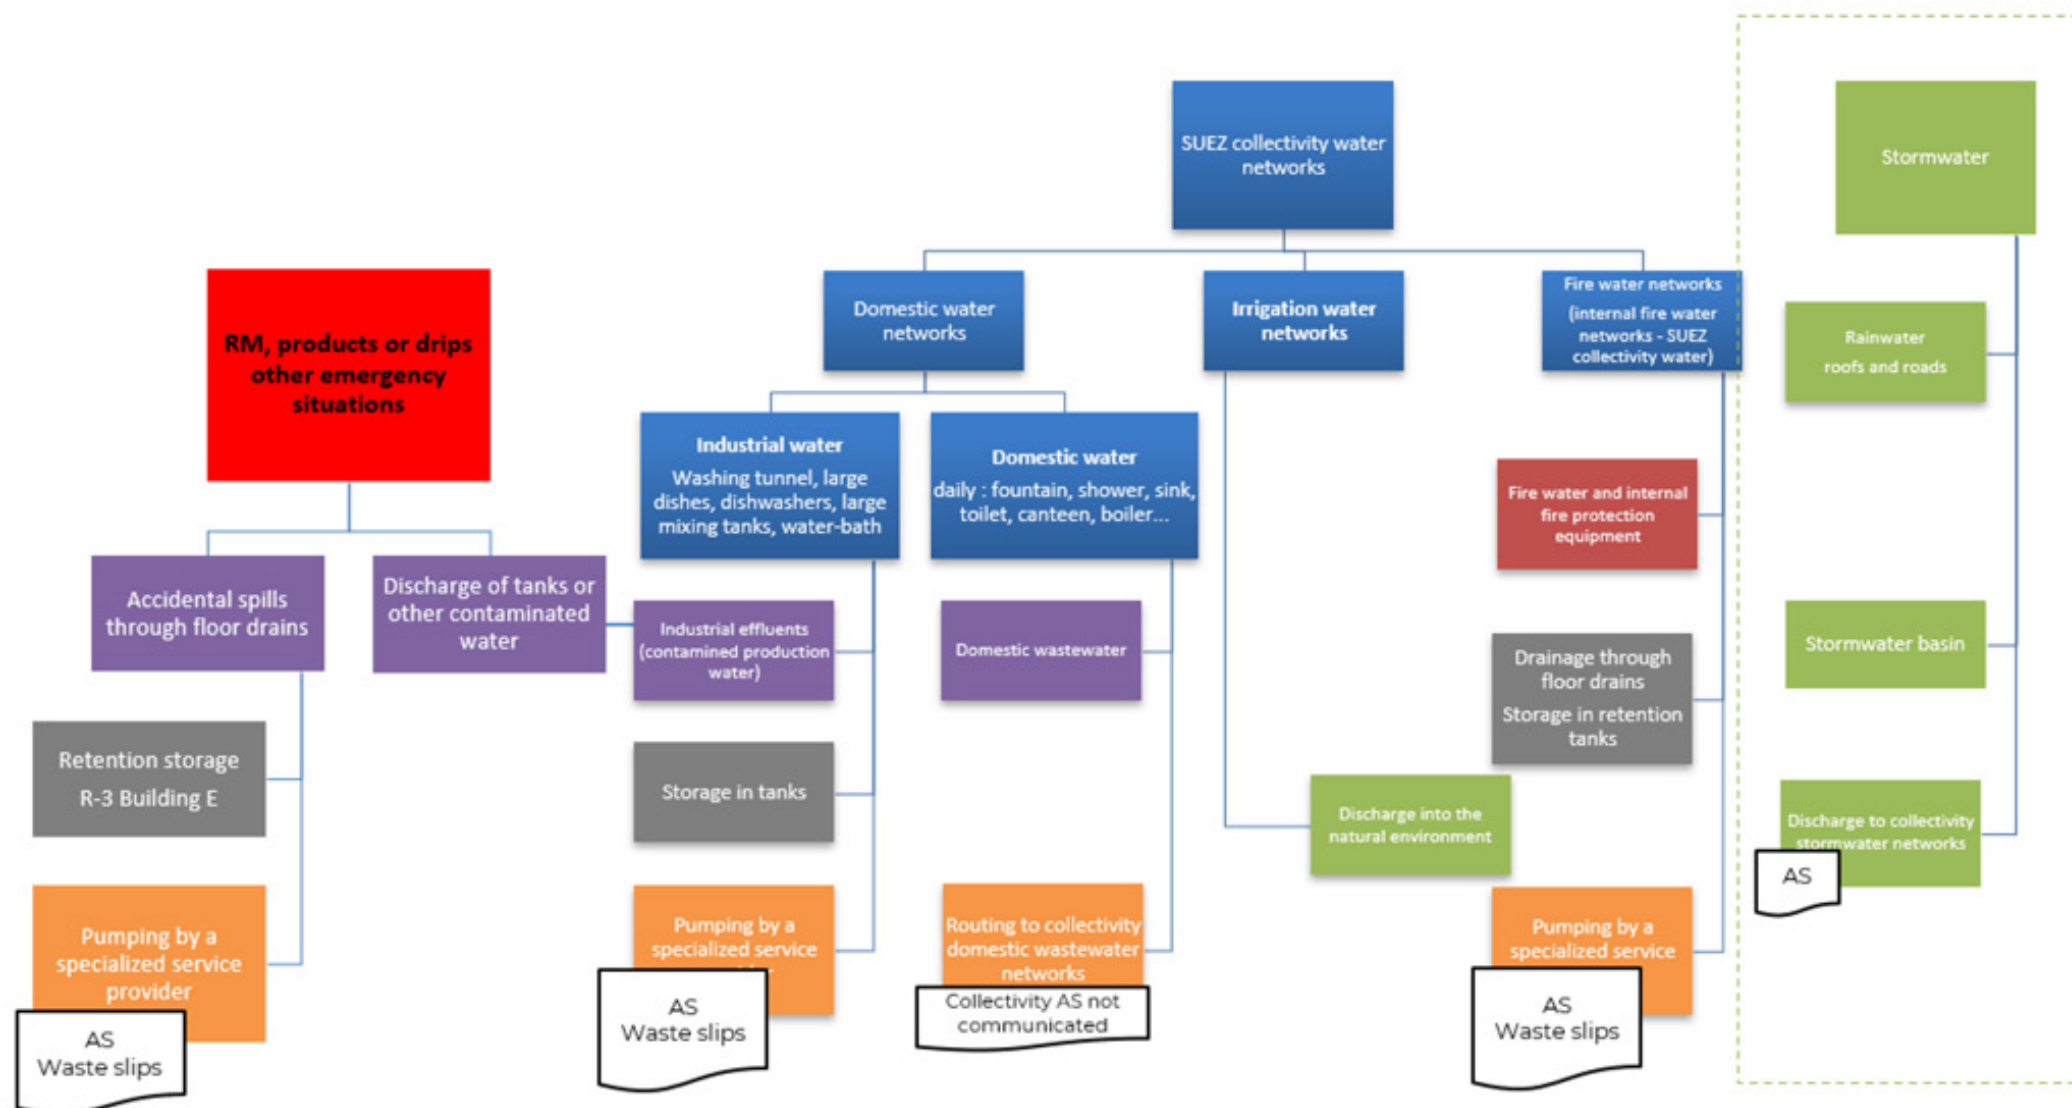 SUEZ collectivity water
networks
Stormwater
RM, products or drips
other emergency
situations
Domestic water
networks
Irrigation water
networks
Fire water networks
(internal fire water
networks - SUEZ
collectivity water)
Rainwater
roofs and roads
Industrial water
Washing tunnel, large
dishes, dishwashers, large
mixing tanks, water-bath
Domestic water
daily : fountain, shower, sink,
toilet, canteen, boiler...
Fire water and internal
fire protection
equipment
Accidental spills
through floor drains
Discharge of tanks or
other contaminated
water
Industrial effluents
(contamined production
water)
Domestic wastewater
Drainage through
floor drains
Storage in retention
tanks
Stormwater basin
Retention storage
R-3 Building E
Storage in tanks
Discharge into the
natural environment
Discharge to collectivity
stormwater networks
AS
Pumping by a
specialized service
provider
AS
Waste slips
Pumping by a
specialized service
AS
Waste slips
Routing to collectivity
domestic wastewater
networks
Collectivity AS not
communicated
Pumping by a
specialized service
AS
Waste slips